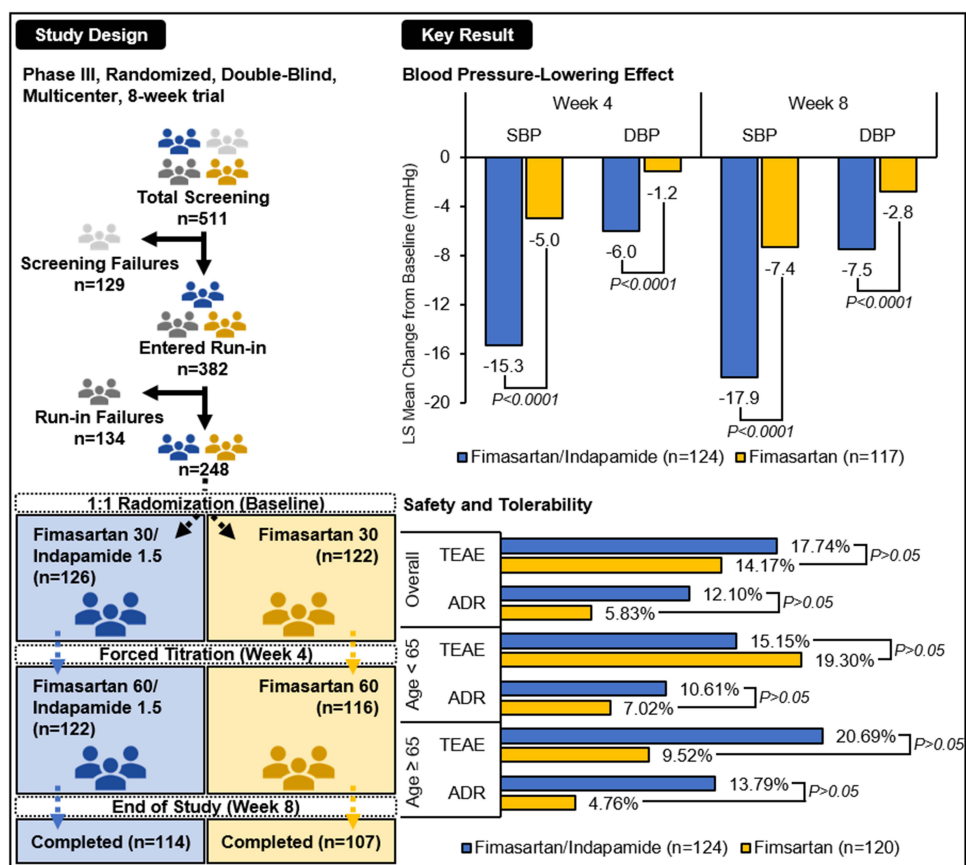 Study Design
Phase III, Randomized, Double-Blind,
Multicenter, 8-week trial
Total Screening
n=511
Screening Failures
n=129
Entered Run-in
n=382
Run-in Failures
n=134
n=248
1:1 Radomization (Baseline)
Fimasartan 30/
Indapamide 1.5
(n=126)
Fimasartan 30
(n=122)
Forced Titration (Week 4)
Fimasartan 60/
Indapamide 1.5
(n=122)
Fimasartan 60
(n=116)
End of Study (Week 8)
Completed (n=114)
Completed (n=107)
Key Result
Blood Pressure-Lowering Effect
Week 4
Week 8
SBP
DBP
SBP
DBP
LS Mean Change from Baseline (mmHg)
0
-4
-8
-12
-16
-20
-15.3
-5.0
P<0.0001
-6.0
-1.2
P<0.0001
-17.9
-7.4
P<0.0001
-7.5
-2.8
P<0.0001
Fimasartan/Indapamide (n=124)
Fimasartan (n=117)
Safety and Tolerability
Overall
TEAE
17.74%
14.17%
P>0.05
ADR
12.10%
5.83%
P>0.05
Age < 65
TEAE
15.15%
19.30%
P>0.05
ADR
10.61%
7.02%
P>0.05
Age ≥ 65
TEAE
20.69%
9.52%
P>0.05
ADR
13.79%
4.76%
P>0.05
Fimasartan/Indapamide (n=124)
Fimsartan (n=120)